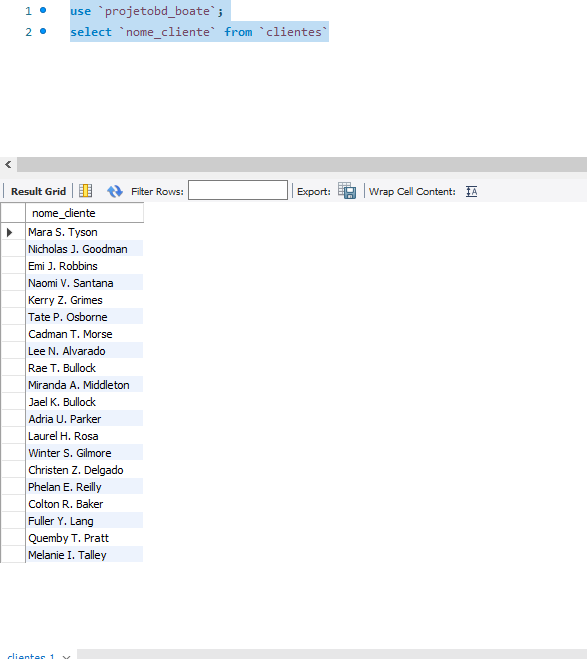 1 use `projetobd_boate`;
2 select `nome_cliente` from `clientes`
Result Grid Filter Rows: Export: Wrap Cell Content:
nome_cliente
Mara S. Tyson
Nicholas J. Goodman
Emi J. Robbins
Naomi V. Santana
Kerry Z. Grimes
Tate P. Osborne
Cadman T. Morse
Lee N. Alvarado
Rae T. Bullock
Miranda A. Middleton
Jael K. Bullock
Adria U. Parker
Laurel H. Rosa
Winter S. Gilmore
Christen Z. Delgado
Phelan E. Reilly
Colton R. Baker
Fuller Y. Lang
Quemby T. Pratt
Melanie I. Talley
clientes 1